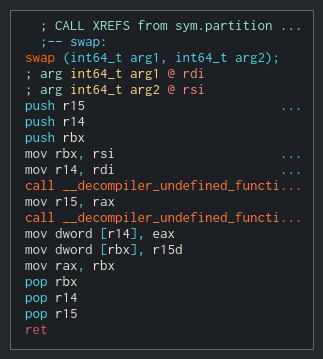 ; CALL XREFS from sym.partition ...
;-- swap:
swap (int64_t arg1, int64_t arg2);
; arg int64_t arg1 @ rdi
; arg int64_t arg2 @ rsi
push r15 ...
push r14
push rbx
mov rbx, rsi ...
mov r14, rdi ...
call __decompiler_undefined_functi...
mov r15, rax
call __decompiler_undefined_functi...
mov dword [r14], eax
mov dword [rbx], r15d
mov rax, rbx
pop rbx
pop r14
pop r15
ret